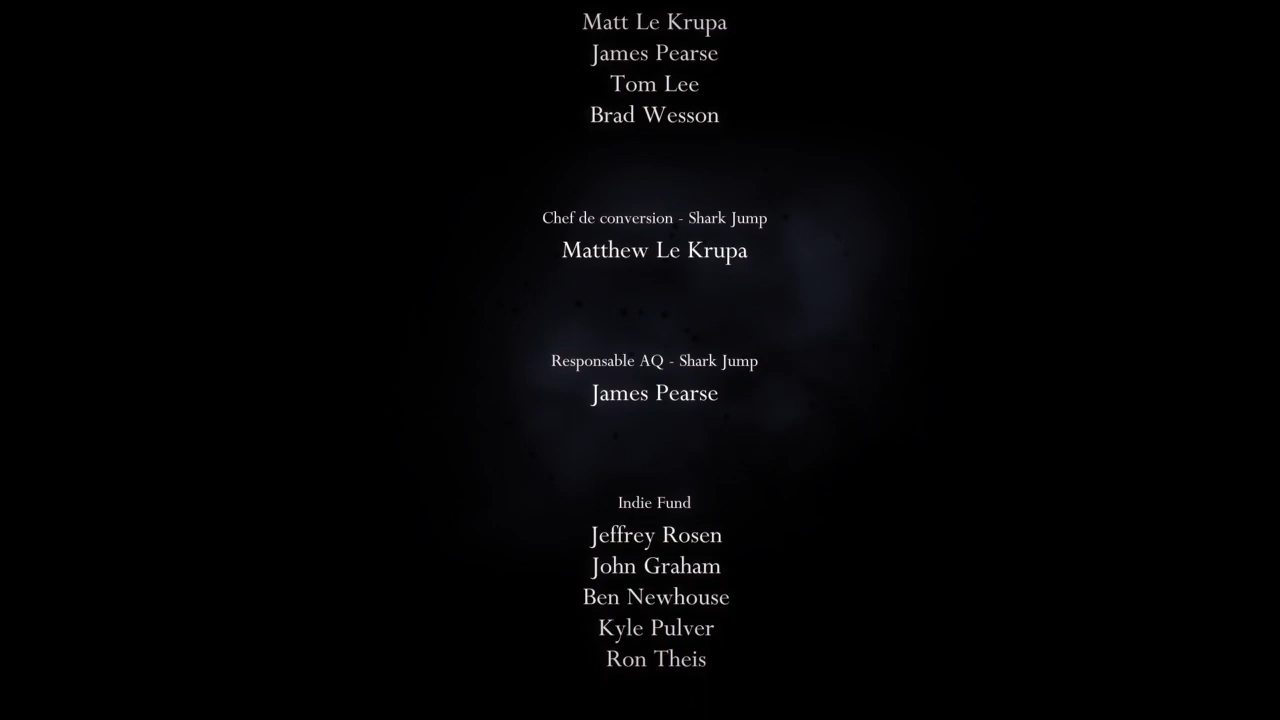 Matt Le Krupa
James Pearse
Tom Lee
Brad Wesson
Chef de conversion - Shark Jump
Matthew Le Krupa
Responsable AQ - Shark Jump
James Pearse
Indie Fund
Jeffrey Rosen
John Graham
Ben Newhouse
Kyle Pulver
Ron Theis